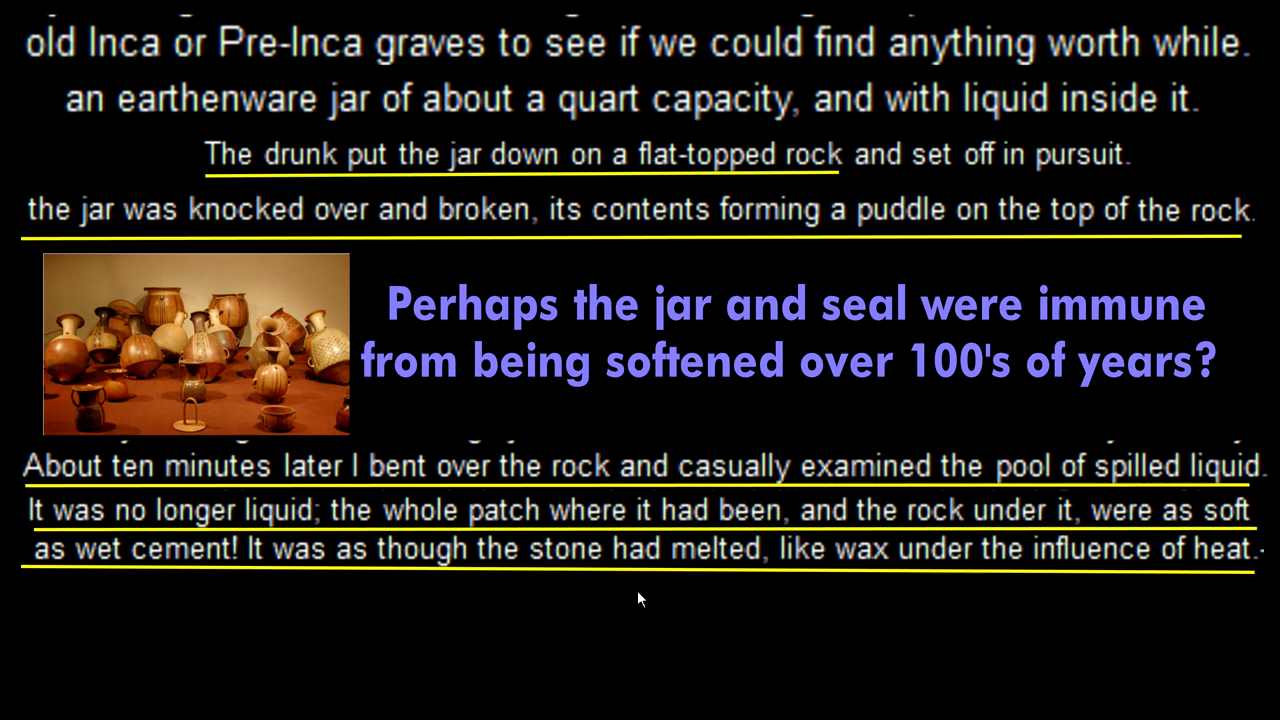 old Inca or Pre-Inca graves to see if we could find anything worth while.
an earthenware jar of about a quart capacity, and with liquid inside it.
The drunk put the jar down on a flat-topped rock and set off in pursuit.
the jar was knocked over and broken, its contents forming a puddle on the top of the rock.
Perhaps the jar and seal were immune
from being softened over 100's of years?
About ten minutes later I bent over the rock and casually examined the pool of spilled liquid.
It was no longer liquid; the whole patch where it had been, and the rock under it, were as soft
as wet cement! It was as though the stone had melted, like wax under the influence of heat.